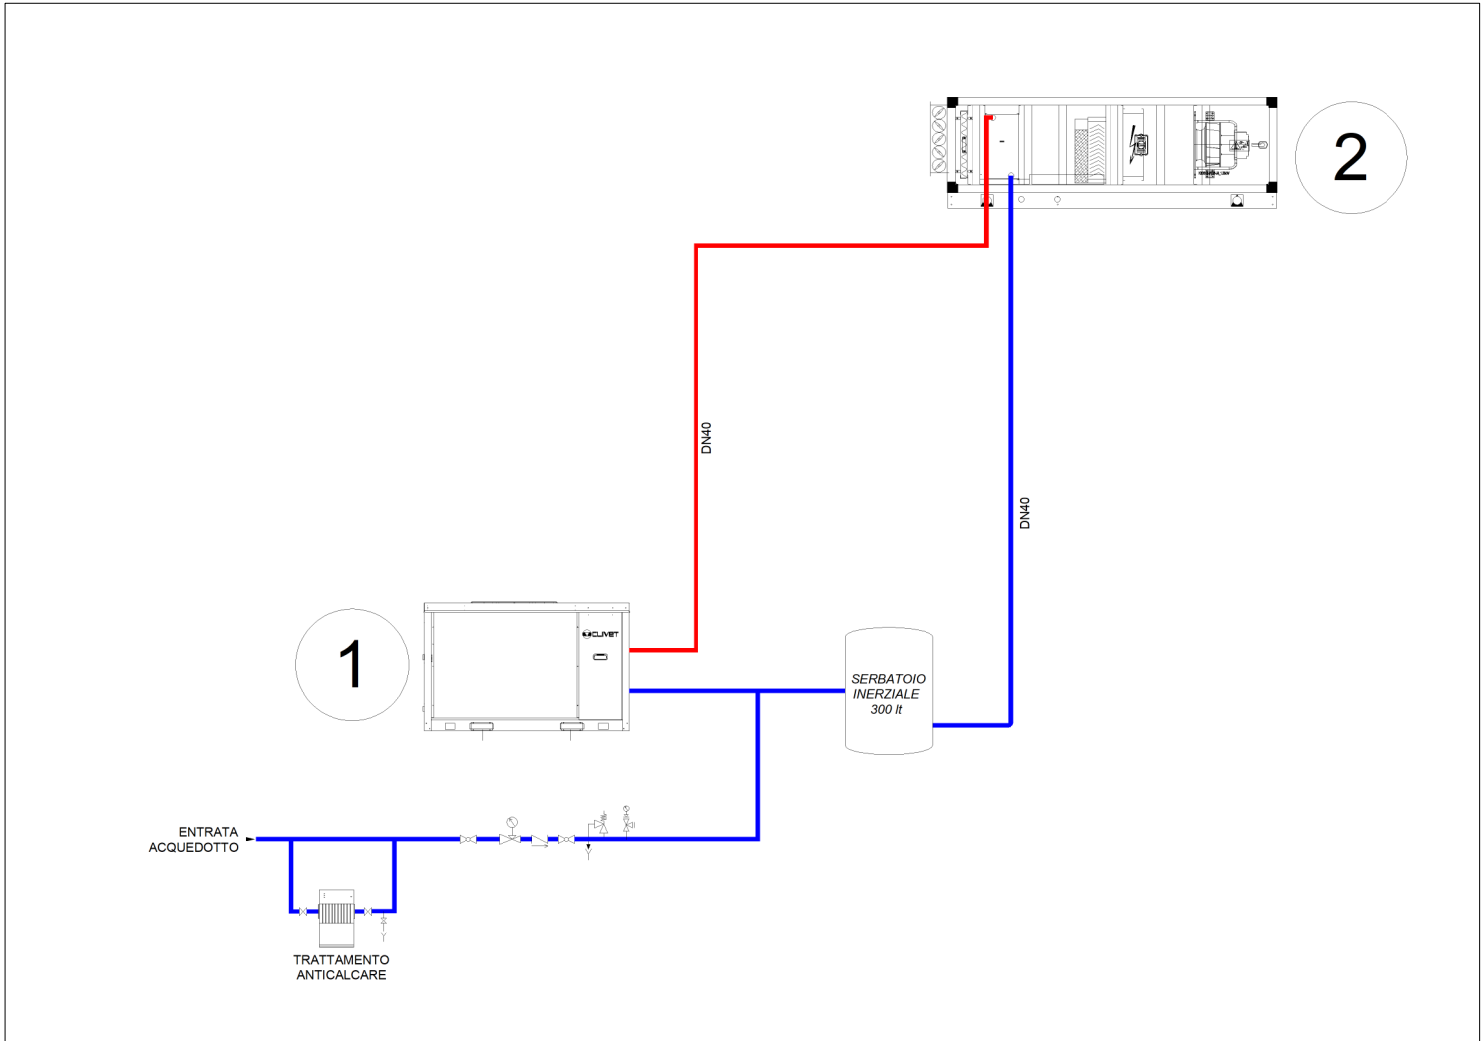 2
DN40
DN40
CLIVET
1
SERBATOIO
INERZIALE
300 lt
ENTRATA
ACQUEDOTTO
TRATTAMENTO
ANTICALCARE